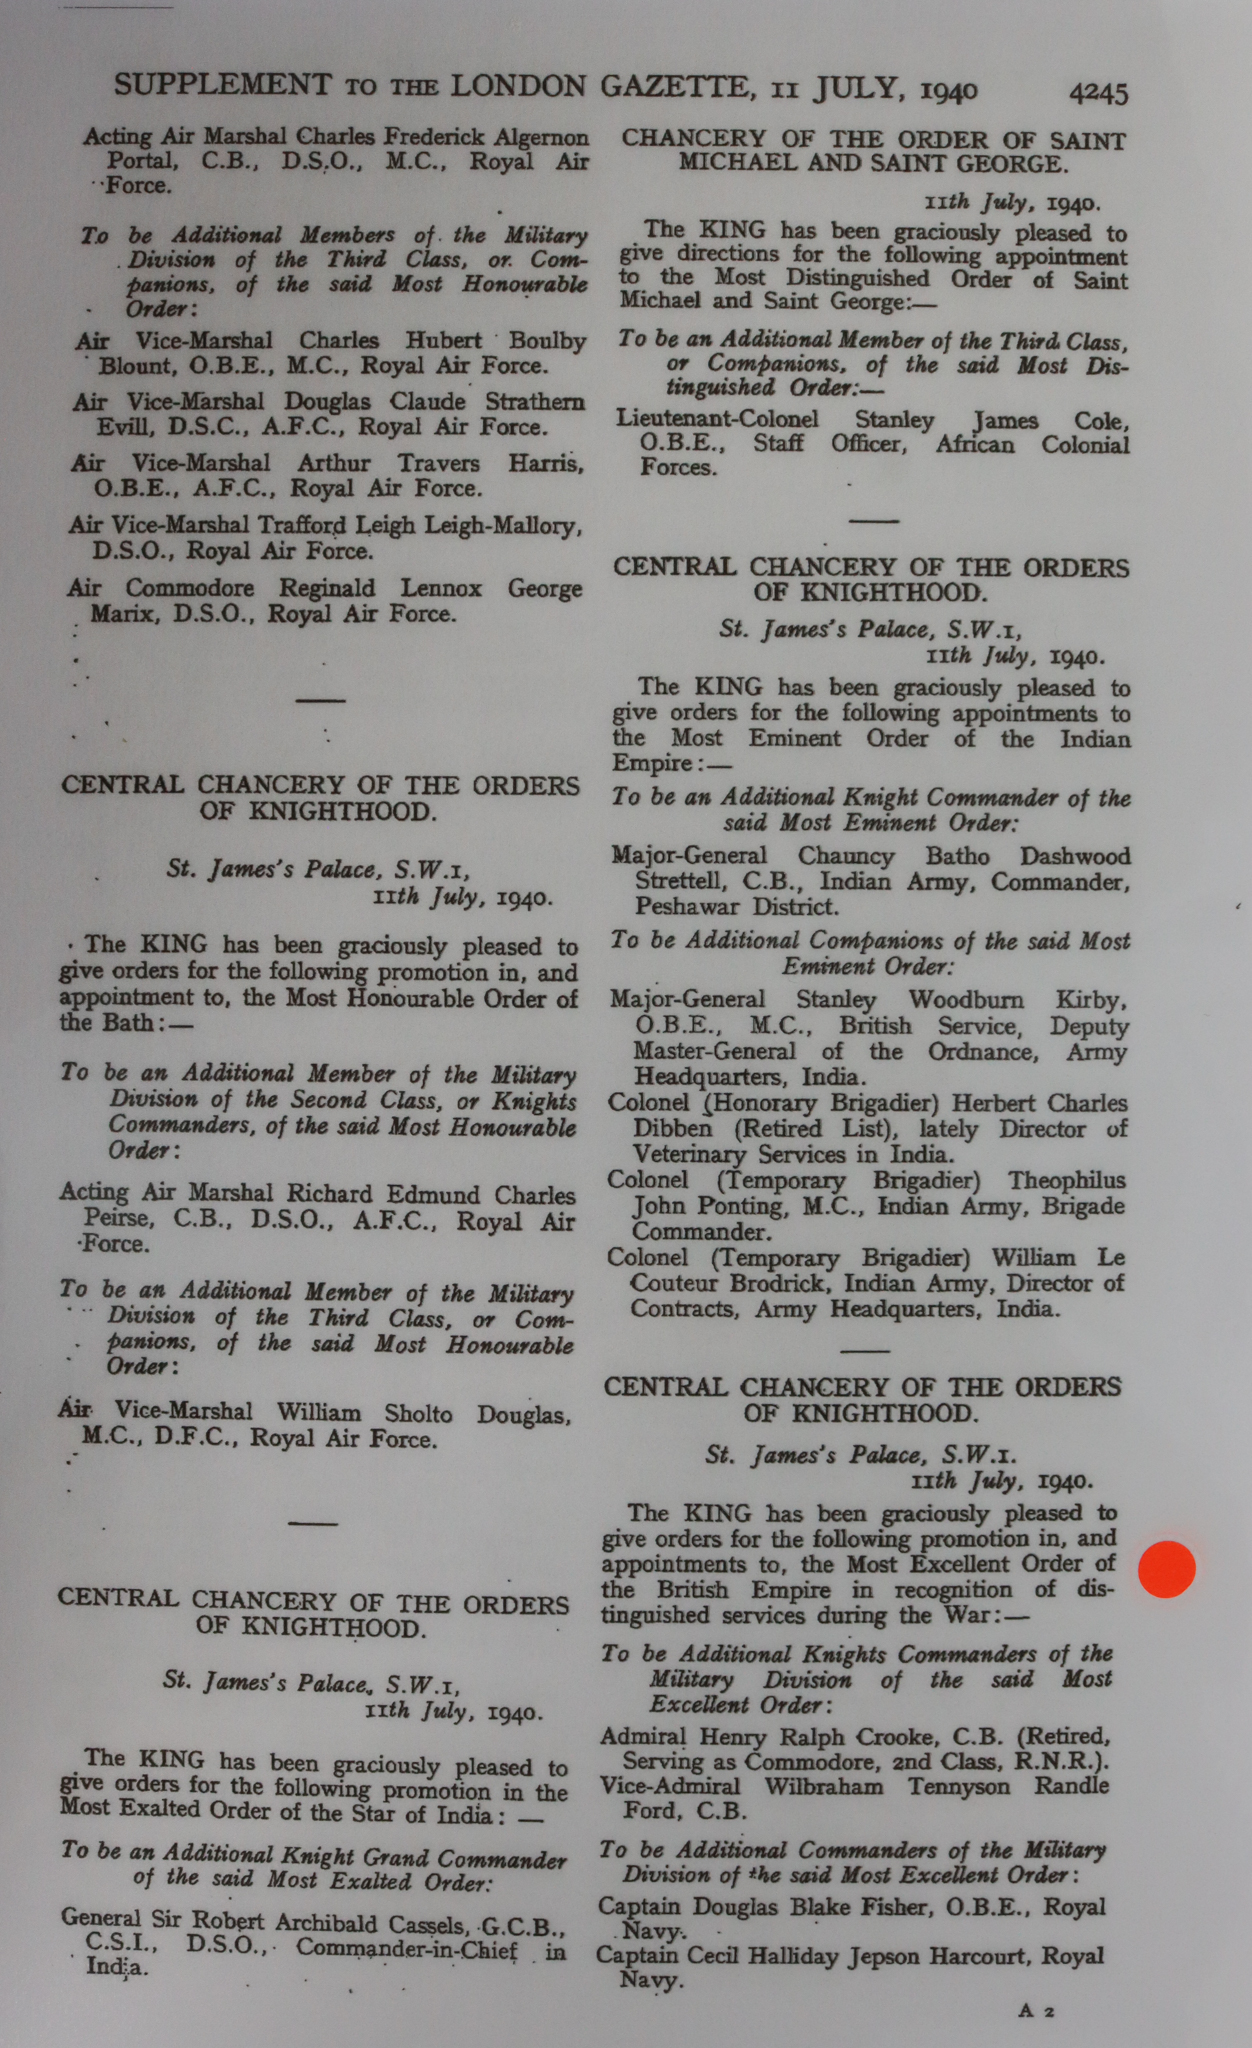 SUPPLEMENT TO THE LONDON GAZETTE, 11 JULY, 1940 4245
Acting Air Marshal Charles Frederick Algernon
Portal, C.B., D.S.O., M.C., Royal Air
Force.
To be Additional Members of the Military
Division of the Third Class, or Com-
panions, of the said Most Honourable
Order:
Air Vice-Marshal Charles Hubert Boulby
Blount, O.B.E., M.C., Royal Air Force.
Air Vice-Marshal Douglas Claude Strathern
Evill, D.S.C., A.F.C., Royal Air Force.
Air Vice-Marshal Arthur Travers Harris,
O.B.E., A.F.C., Royal Air Force.
Air Vice-Marshal Trafford Leigh Leigh-Mallory,
D.S.O., Royal Air Force.
Air Commodore Reginald Lennox George
Marix, D.S.O., Royal Air Force.
CENTRAL CHANCERY OF THE ORDERS
OF KNIGHTHOOD.
St. James's Palace, S.W.1,
11th July, 1940.
The KING has been graciously pleased to
give orders for the following promotion in, and
appointment to, the Most Honourable Order of
the Bath:—
To be an Additional Member of the Military
Division of the Second Class, or Knights
Commanders, of the said Most Honourable
Order:
Acting Air Marshal Richard Edmund Charles
Peirse, C.B., D.S.O., A.F.C., Royal Air
Force.
To be an Additional Member of the Military
Division of the Third Class, or Com-
panions, of the said Most Honourable
Order:
Air Vice-Marshal William Sholto Douglas,
M.C., D.F.C., Royal Air Force.
CENTRAL CHANCERY OF THE ORDERS
OF KNIGHTHOOD.
St. James's Palace, S.W.1,
11th July, 1940.
The KING has been graciously pleased to
give orders for the following promotion in the
Most Exalted Order of the Star of India: —
To be an Additional Knight Grand Commander
of the said Most Exalted Order:
General Sir Robert Archibald Cassels, G.C.B.,
C.S.I., D.S.O., Commander-in-Chief in
India.
CHANCERY OF THE ORDER OF SAINT
MICHAEL AND SAINT GEORGE.
11th July, 1940.
The KING has been graciously pleased to
give directions for the following appointment
to the Most Distinguished Order of Saint
Michael and Saint George:—
To be an Additional Member of the Third Class,
or Companions, of the said Most Dis-
tinguished Order:—
Lieutenant-Colonel Stanley James Cole,
O.B.E., Staff Officer, African Colonial
Forces.
CENTRAL CHANCERY OF THE ORDERS
OF KNIGHTHOOD.
St. James's Palace, S.W.1,
11th July, 1940.
The KING has been graciously pleased to
give orders for the following appointments to
the Most Eminent Order of the Indian
Empire:—
To be an Additional Knight Commander of the
said Most Eminent Order:
Major-General Chauncy Batho Dashwood
Strettell, C.B., Indian Army, Commander,
Peshawar District.
To be Additional Companions of the said Most
Eminent Order:
Major-General Stanley Woodburn Kirby,
O.B.E., M.C., British Service, Deputy
Master-General of the Ordnance, Army
Headquarters, India.
Colonel (Honorary Brigadier) Herbert Charles
Dibben (Retired List), lately Director of
Veterinary Services in India.
Colonel (Temporary Brigadier) Theophilus
John Ponting, M.C., Indian Army, Brigade
Commander.
Colonel (Temporary Brigadier) William Le
Couteur Brodrick, Indian Army, Director of
Contracts, Army Headquarters, India.
CENTRAL CHANCERY OF THE ORDERS
OF KNIGHTHOOD.
St. James's Palace, S.W.1.
11th July, 1940.
The KING has been graciously pleased to
give orders for the following promotion in, and
appointments to, the Most Excellent Order of
the British Empire in recognition of dis-
tinguished services during the War:—
To be Additional Knights Commanders of the
Military Division of the said Most
Excellent Order:
Admiral Henry Ralph Crooke, C.B. (Retired,
Serving as Commodore, 2nd Class, R.N.R.).
Vice-Admiral Wilbraham Tennyson Randle
Ford, C.B.
To be Additional Commanders of the Military
Division of the said Most Excellent Order:
Captain Douglas Blake Fisher, O.B.E., Royal
Navy.
Captain Cecil Halliday Jepson Harcourt, Royal
Navy.
A 2